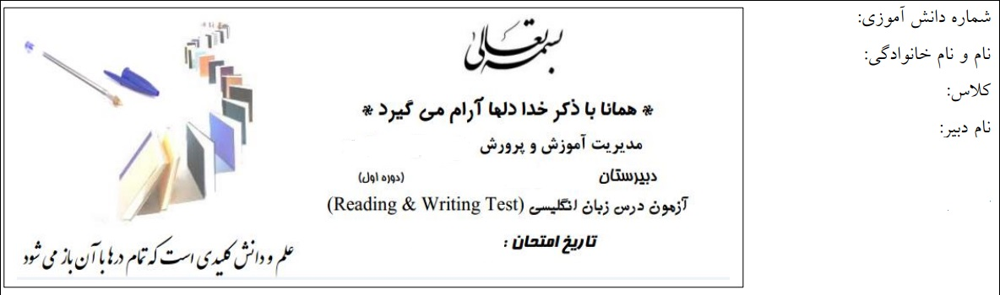 شماره دانش آموزی:
نام و نام خانوادگی:
کلاس:
نام دبیر:
بسمه تعالی
* همانا با ذکر خدا دلها آرام می گیرد *
مدیریت آموزش و پرورش
دبیرستان (دوره اول)
آزمون درس زبان انگلیسی (Reading & Writing Test)
تاریخ امتحان :
علم و دانش کلیدی است که تمام درها با آن باز می شود